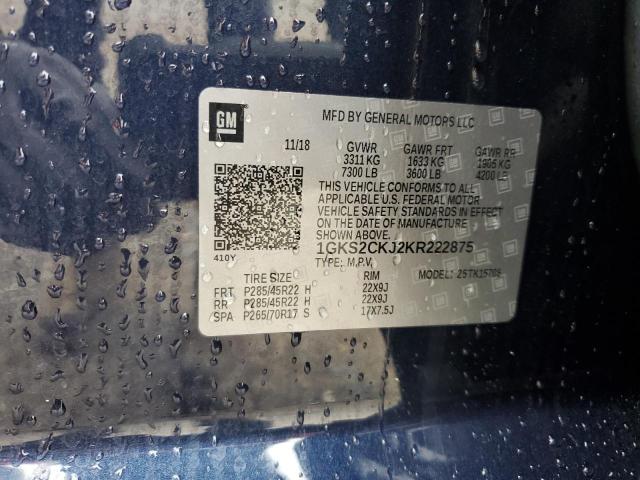 GM
MFD BY GENERAL MOTORS LLC
11/18 GVWR GAWR FRT GAWR RR
3311 KG 1633 KG 1905 KG
7300 LB 3600 LB 4200 LB
THIS VEHICLE CONFORMS TO ALL
APPLICABLE U.S. FEDERAL MOTOR
VEHICLE SAFETY STANDARDS IN EFFECT
ON THE DATE OF MANUFACTURE
SHOWN ABOVE.
1GKS2CKJ2KR222875
410Y
TYPE: M.P.V.
TIRE SIZE RIM MODEL:
FRT P285/45R22 H 22X9J
RR P285/45R22 H 22X9J
SPA P265/70R17 S 17X7.5J